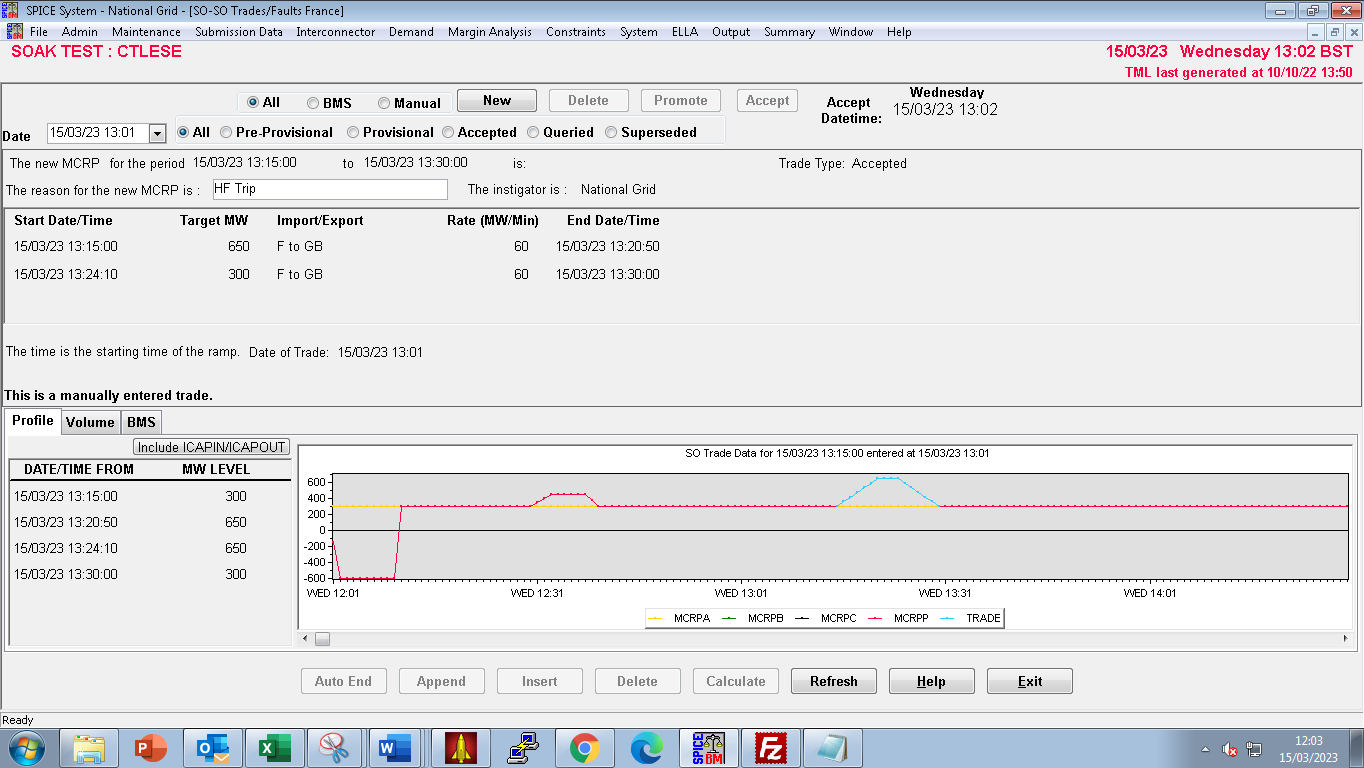 SPICE System - National Grid - [SO-SO Trades/Faults France]
File Admin Maintenance Submission Data Interconnector Demand Margin Analysis Constraints System ELLA Output Summary Window Help
SOAK TEST : CTLESE 15/03/23 Wednesday 13:02 BST
TML last generated at 10/10/22 13:50
All BMS Manual New Delete Promote Accept Accept Datetime: Wednesday 15/03/23 13:02
Date 15/03/23 13:01 All Pre-Provisional Provisional Accepted Queried Superseded
The new MCRP for the period 15/03/23 13:15:00 to 15/03/23 13:30:00 is: Trade Type: Accepted
The reason for the new MCRP is : HF Trip The instigator is : National Grid
Start Date/Time Target MW Import/Export Rate (MW/Min) End Date/Time
15/03/23 13:15:00 650 F to GB 60 15/03/23 13:20:50
15/03/23 13:24:10 300 F to GB 60 15/03/23 13:30:00
The time is the starting time of the ramp. Date of Trade: 15/03/23 13:01
This is a manually entered trade.
Profile Volume BMS
Include ICAPIN/ICAPOUT
DATE/TIME FROM MW LEVEL
15/03/23 13:15:00 300
15/03/23 13:20:50 650
15/03/23 13:24:10 650
15/03/23 13:30:00 300
SO Trade Data for 15/03/23 13:15:00 entered at 15/03/23 13:01
600
400
200
0
-200
-400
-600
WED 12:01 WED 12:31 WED 13:01 WED 13:31 WED 14:01
MCRPA MCRPB MCRPC MCRPP TRADE
Auto End Append Insert Delete Calculate Refresh Help Exit
Ready
12:03
15/03/2023